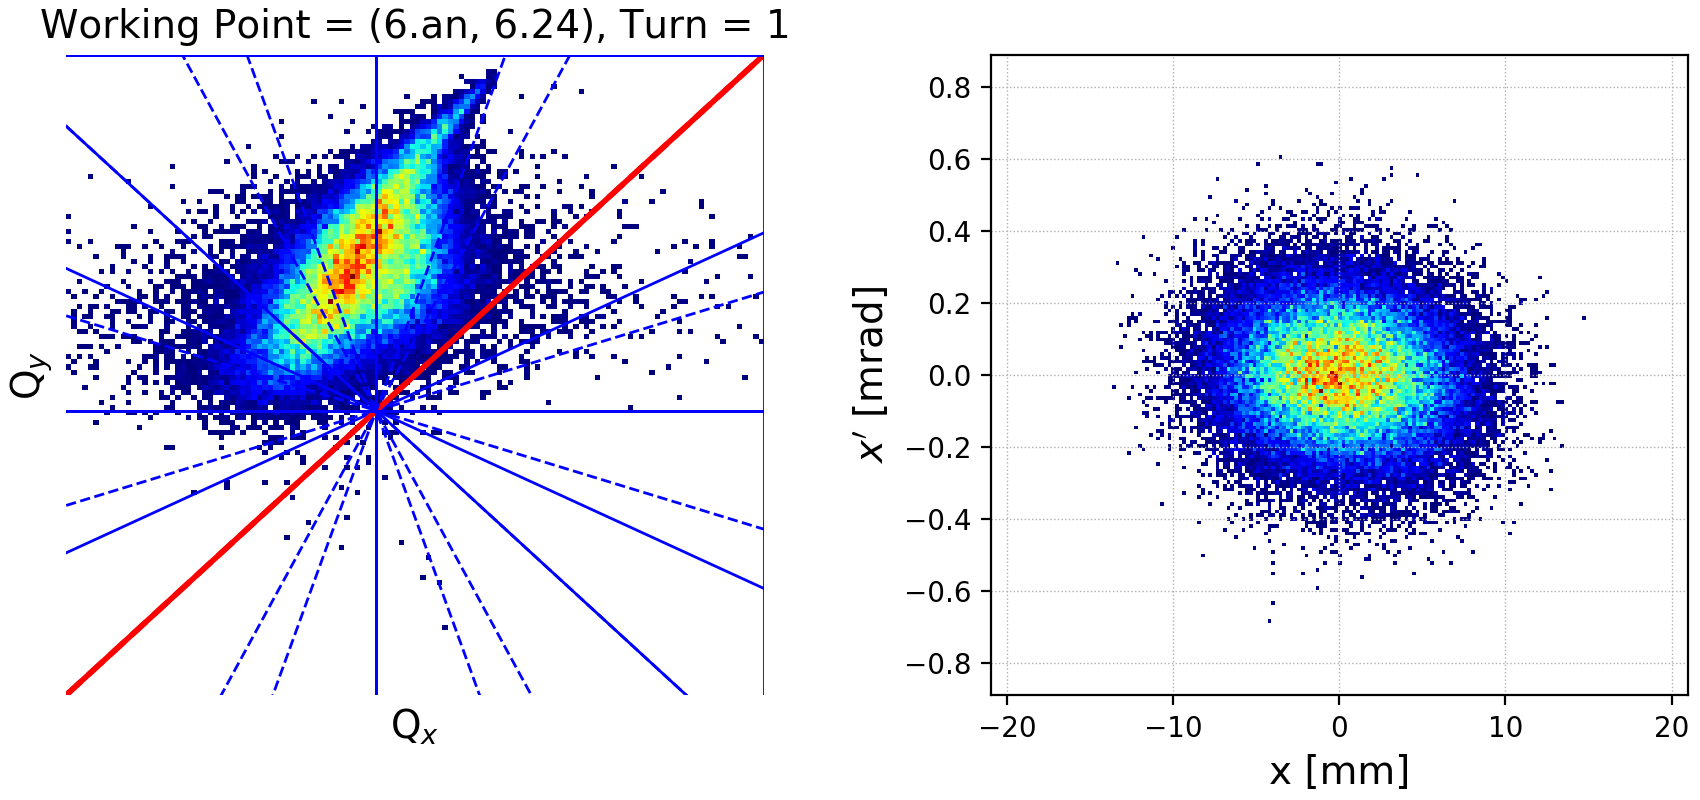 Working Point = (6.an, 6.24), Turn = 1
Q_y
Q_x
0.8
0.6
0.4
0.2
0.0
−0.2
−0.4
−0.6
−0.8
x′ [mrad]
−20
−10
0
10
20
x [mm]